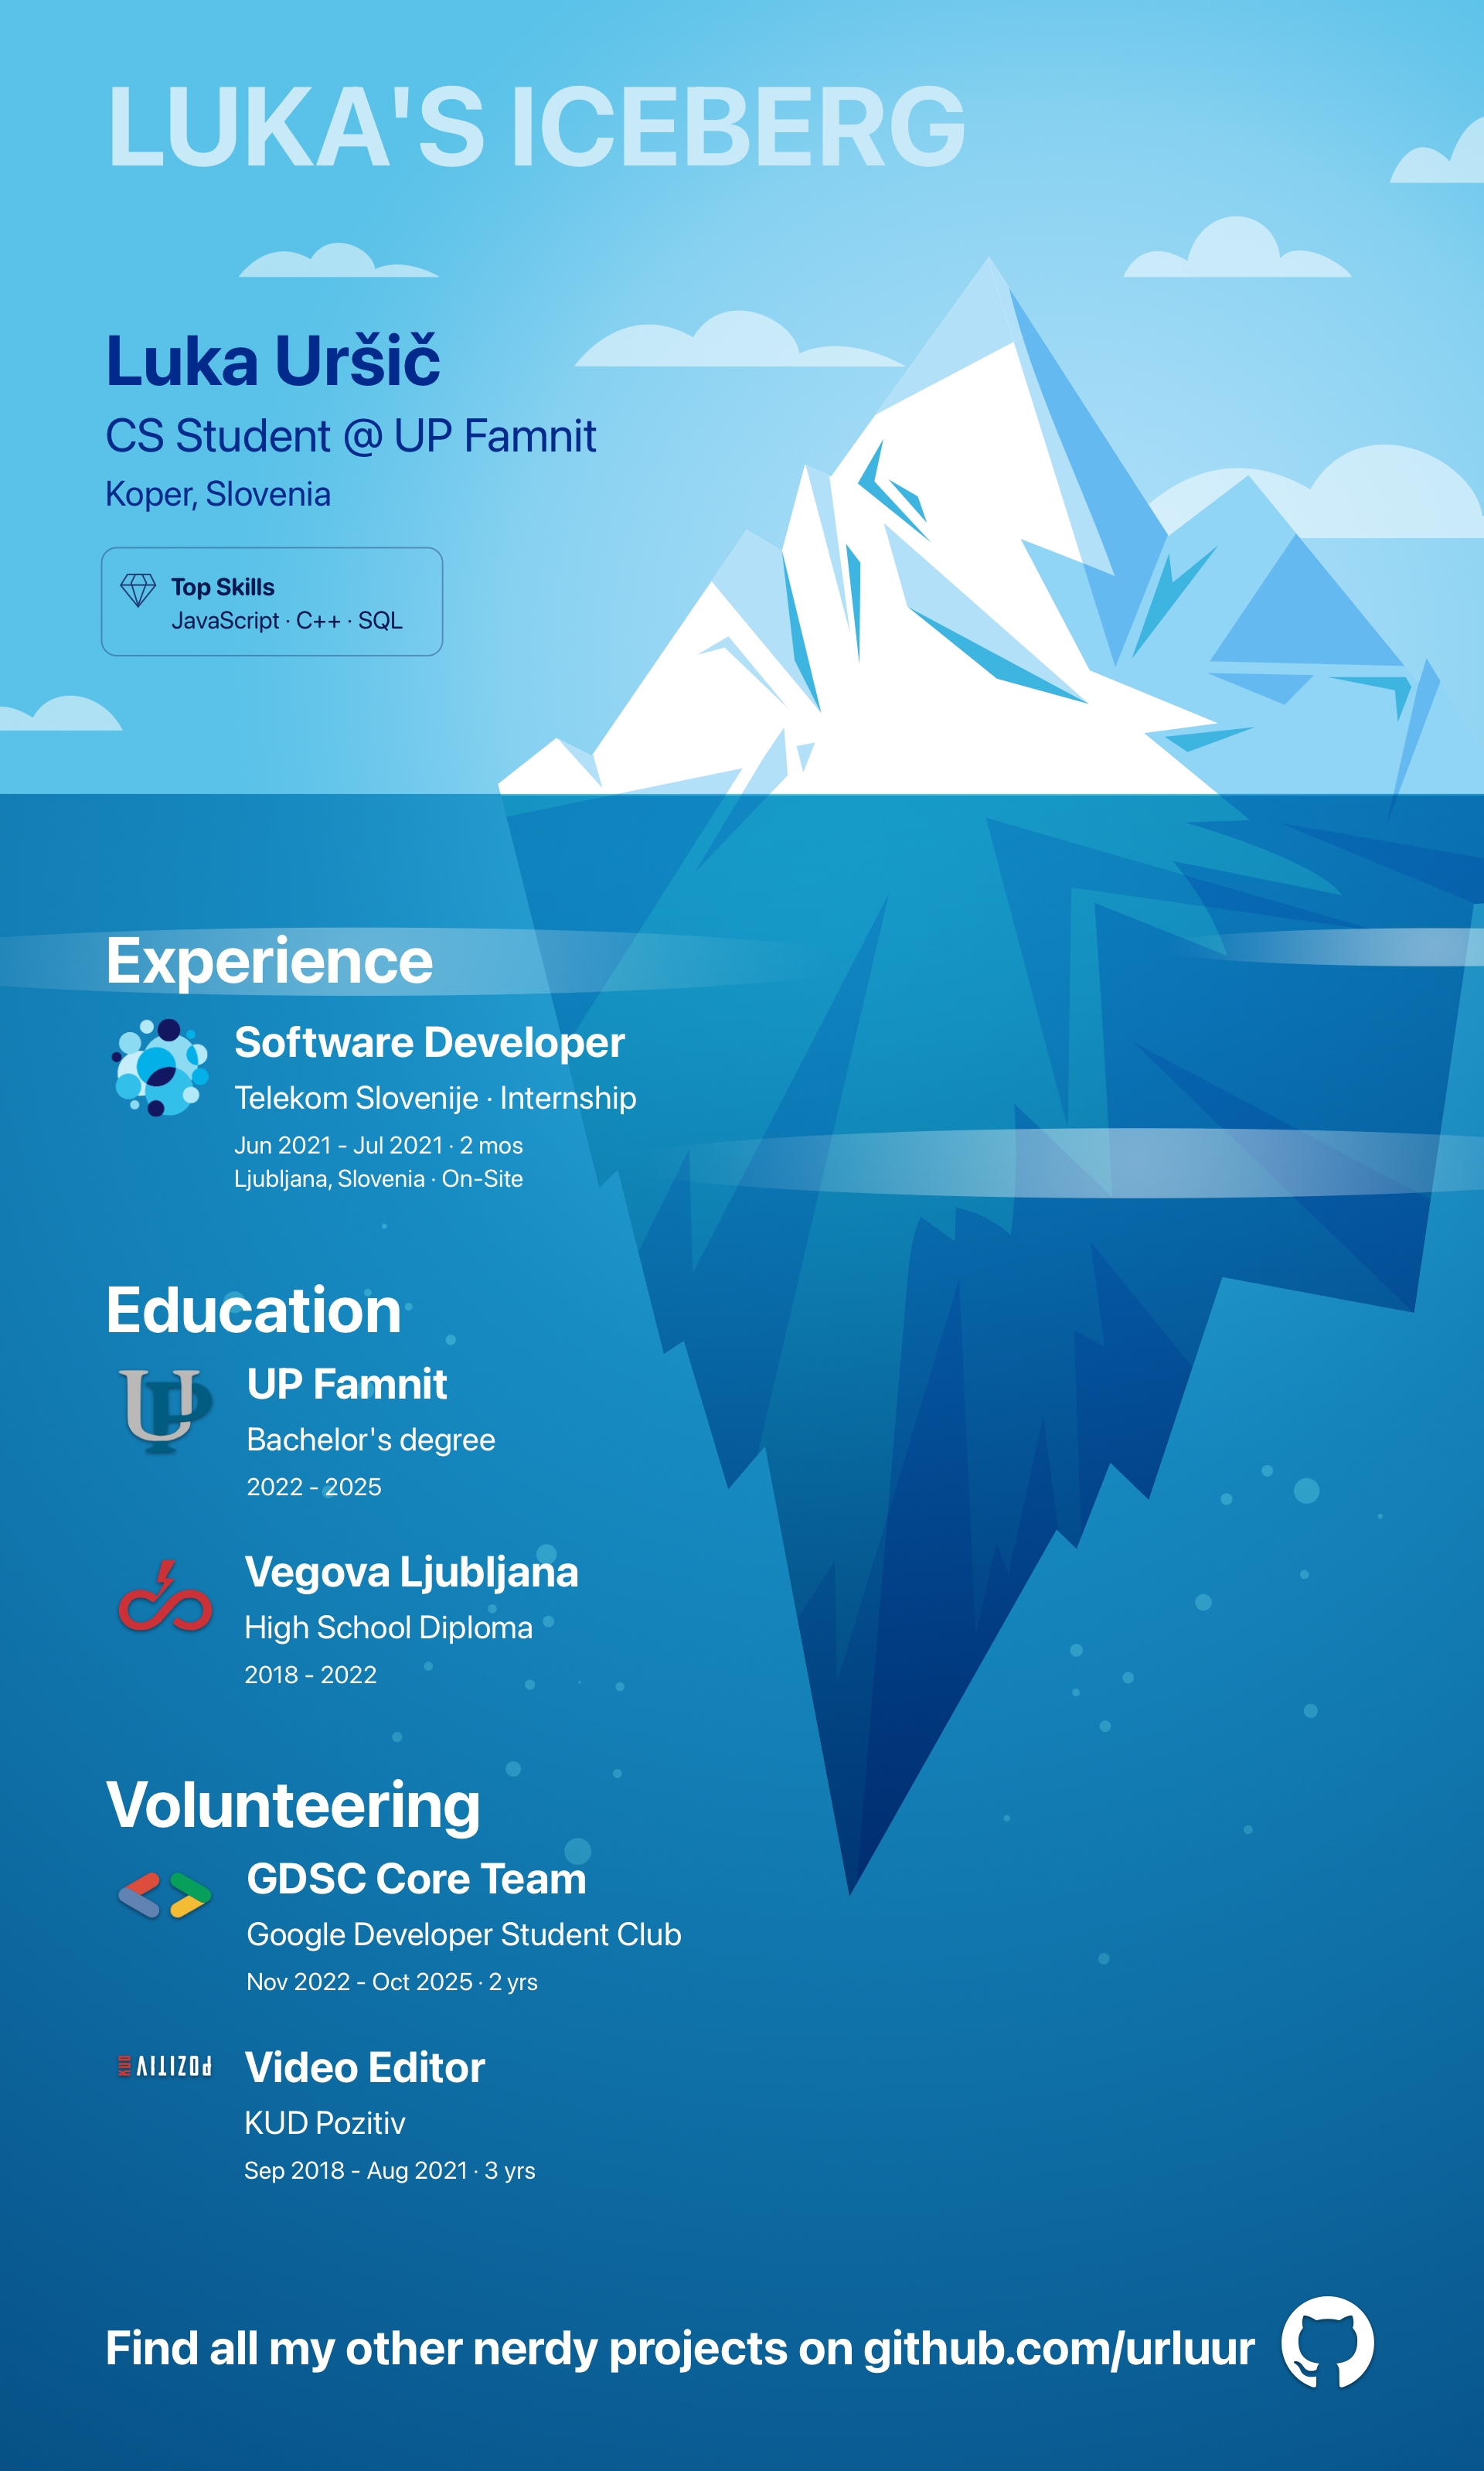 LUKA'S ICEBERG
Luka Uršič
CS Student @ UP Famnit
Koper, Slovenia
Top Skills
JavaScript · C++ · SQL
Experience
Software Developer
Telekom Slovenije · Internship
Jun 2021 - Jul 2021 · 2 mos
Ljubljana, Slovenia · On-Site
Education
UP
UP Famnit
Bachelor's degree
2022 - 2025
Vegova Ljubljana
High School Diploma
2018 - 2022
Volunteering
GDSC Core Team
Google Developer Student Club
Nov 2022 - Oct 2025 · 2 yrs
KUD POZITIV
Video Editor
KUD Pozitiv
Sep 2018 - Aug 2021 · 3 yrs
Find all my other nerdy projects on github.com/urluur